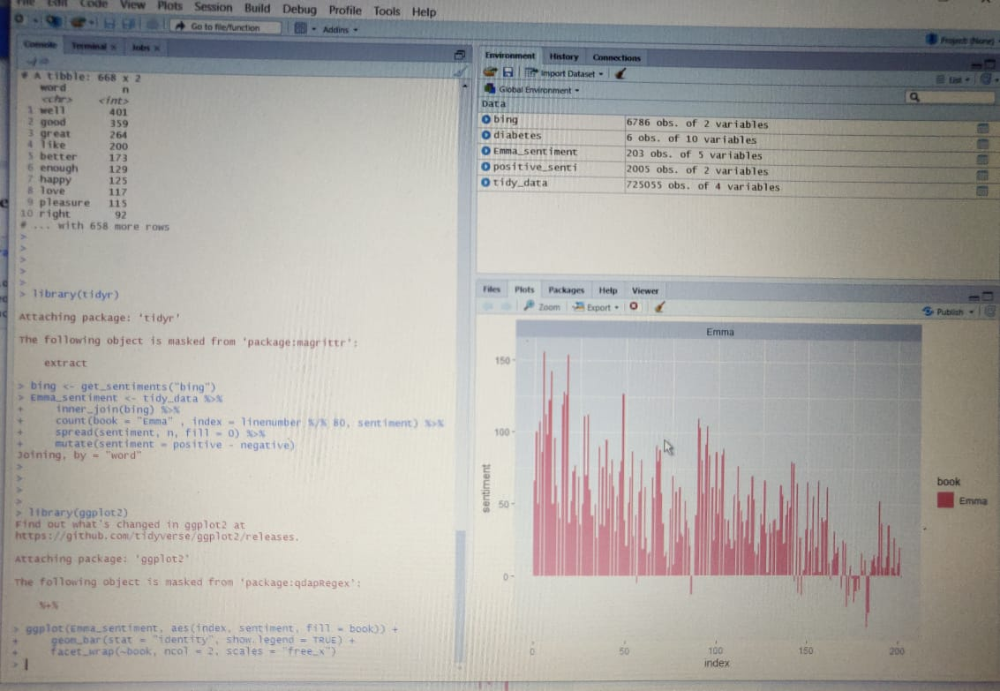 File Edit Code View Plots Session Build Debug Profile Tools Help
Go to file/function Addins
Project: (None)
Console Terminal Jobs
# A tibble: 668 x 2
word n
<chr> <int>
1 well 401
2 good 359
3 great 264
4 like 200
5 better 173
6 enough 129
7 happy 125
8 love 117
9 pleasure 115
10 right 92
# ... with 658 more rows
>
>
>
>
>
> library(tidyr)
Attaching package: 'tidyr'
The following object is masked from 'package:magrittr':
extract
> bing <- get_sentiments("bing")
> Emma_sentiment <- tidy_data %>%
+ inner_join(bing) %>%
+ count(book = "Emma" , index = linenumber %/% 80, sentiment) %>%
+ spread(sentiment, n, fill = 0) %>%
+ mutate(sentiment = positive - negative)
Joining, by = "word"
>
>
>
>
> library(ggplot2)
Find out what's changed in ggplot2 at
https://github.com/tidyverse/ggplot2/releases.
Attaching package: 'ggplot2'
The following object is masked from 'package:qdapRegex':
%+%
> ggplot(Emma_sentiment, aes(index, sentiment, fill = book)) +
+ geom_bar(stat = "identity", show.legend = TRUE) +
+ facet_wrap(~book, ncol = 2, scales = "free_x")
>
Environment History Connections
Import Dataset List
Global Environment
Data
bing 6786 obs. of 2 variables
diabetes 6 obs. of 10 variables
Emma_sentiment 203 obs. of 5 variables
positive_senti 2005 obs. of 2 variables
tidy_data 725055 obs. of 4 variables
Files Plots Packages Help Viewer
Zoom Export Publish
Emma
150
100
50
0
sentiment
0 50 100 150 200
index
book
Emma